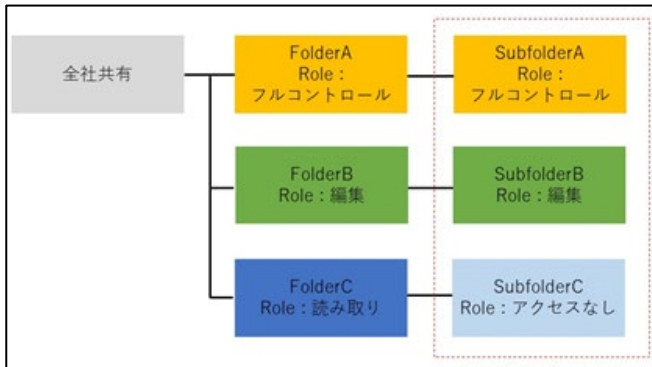 全社共有
FolderA
Role：
フルコントロール
SubfolderA
Role：
フルコントロール
FolderB
Role：編集
SubfolderB
Role：編集
FolderC
Role：読み取り
SubfolderC
Role：アクセスなし